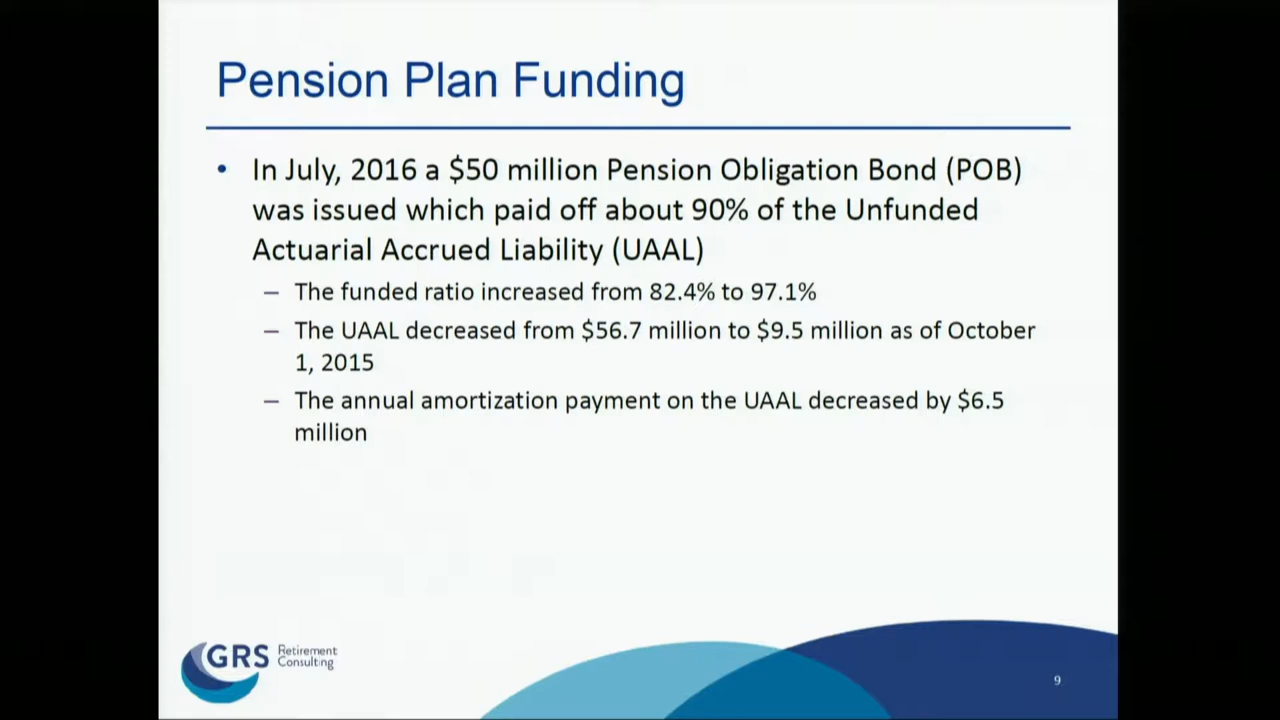 Pension Plan Funding
• In July, 2016 a $50 million Pension Obligation Bond (POB)
was issued which paid off about 90% of the Unfunded
Actuarial Accrued Liability (UAAL)
– The funded ratio increased from 82.4% to 97.1%
– The UAAL decreased from $56.7 million to $9.5 million as of October
1, 2015
– The annual amortization payment on the UAAL decreased by $6.5
million
GRS Retirement
Consulting
9